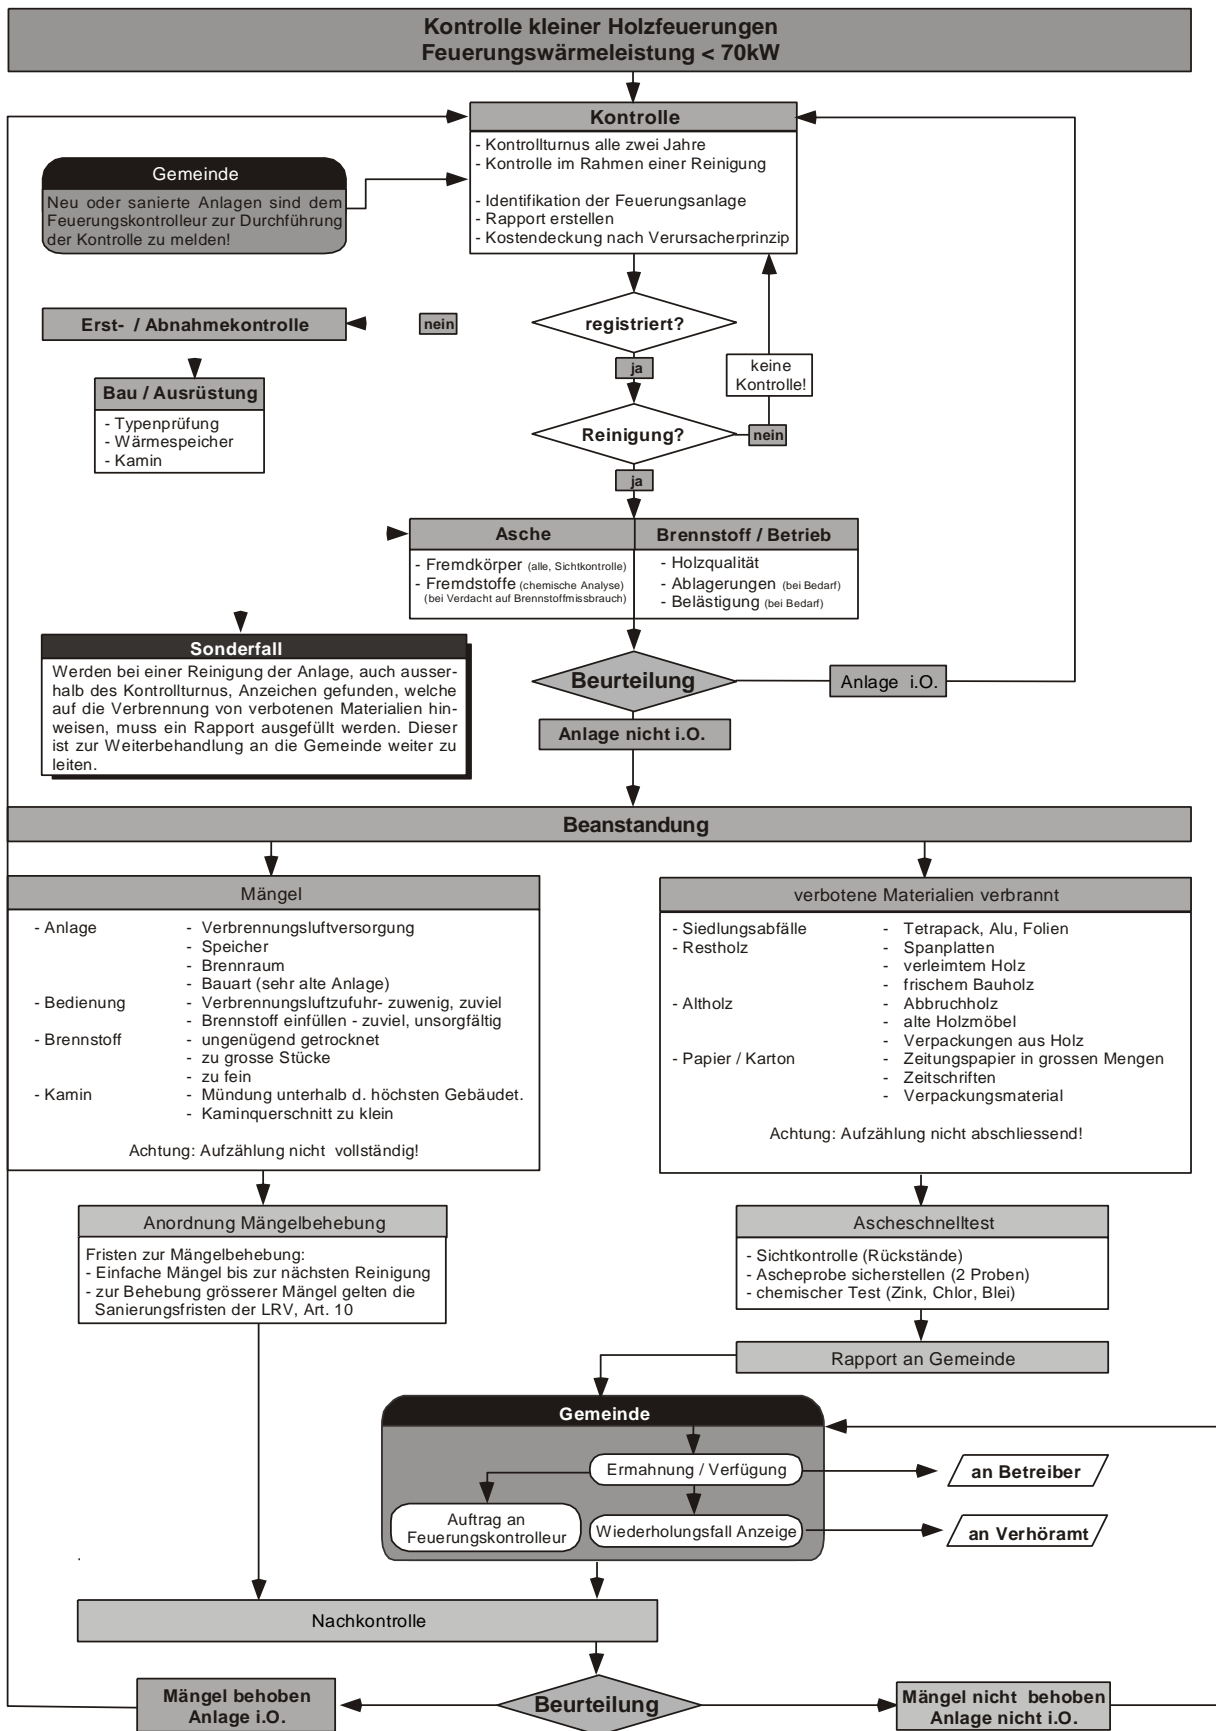 Kontrolle kleiner Holzfeuerungen
Feuerungswärmeleistung < 70kW
Kontrolle
- Kontrollturnus alle zwei Jahre
- Kontrolle im Rahmen einer Reinigung
- Identifikation der Feuerungsanlage
- Rapport erstellen
- Kostendeckung nach Verursacherprinzip
Gemeinde
Neu oder sanierte Anlagen sind dem
Feuerungskontrolleur zur Durchführung
der Kontrolle zu melden!
Erst- / Abnahmekontrolle
nein
registriert?
ja
keine
Kontrolle!
Bau / Ausrüstung
- Typenprüfung
- Wärmespeicher
- Kamin
Reinigung?
nein
ja
Asche
- Fremdkörper (alle, Sichtkontrolle)
- Fremdstoffe (chemische Analyse)
(bei Verdacht auf Brennstoffmissbrauch)
Brennstoff / Betrieb
- Holzqualität
- Ablagerungen (bei Bedarf)
- Belästigung (bei Bedarf)
Sonderfall
Werden bei einer Reinigung der Anlage, auch ausser-
halb des Kontrollturnus, Anzeichen gefunden, welche
auf die Verbrennung von verbotenen Materialien hin-
weisen, muss ein Rapport ausgefüllt werden. Dieser
ist zur Weiterbehandlung an die Gemeinde weiter zu
leiten.
Beurteilung
Anlage i.O.
Anlage nicht i.O.
Beanstandung
Mängel
- Anlage - Verbrennungsluftversorgung
- Speicher
- Brennraum
- Bauart (sehr alte Anlage)
- Bedienung - Verbrennungsluftzufuhr- zuwenig, zuviel
- Brennstoff einfüllen - zuviel, unsorgfältig
- Brennstoff - ungenügend getrocknet
- zu grosse Stücke
- zu fein
- Kamin - Mündung unterhalb d. höchsten Gebäudet.
- Kaminquerschnitt zu klein
Achtung: Aufzählung nicht vollständig!
verbotene Materialien verbrannt
- Siedlungsabfälle - Tetrapack, Alu, Folien
- Restholz - Spanplatten
- verleimtem Holz
- frischem Bauholz
- Altholz - Abbruchholz
- alte Holzmöbel
- Verpackungen aus Holz
- Papier / Karton - Zeitungspapier in grossen Mengen
- Zeitschriften
- Verpackungsmaterial
Achtung: Aufzählung nicht abschliessend!
Anordnung Mängelbehebung
Fristen zur Mängelbehebung:
- Einfache Mängel bis zur nächsten Reinigung
- zur Behebung grösserer Mängel gelten die
Sanierungsfristen der LRV, Art. 10
Ascheschnelltest
- Sichtkontrolle (Rückstände)
- Ascheprobe sicherstellen (2 Proben)
- chemischer Test (Zink, Chlor, Blei)
Rapport an Gemeinde
Gemeinde
Ermahnung / Verfügung
an Betreiber
Auftrag an
Feuerungskontrolleur
Wiederholungsfall Anzeige
an Verhöramt
Nachkontrolle
Mängel behoben
Anlage i.O.
Beurteilung
Mängel nicht behoben
Anlage nicht i.O.